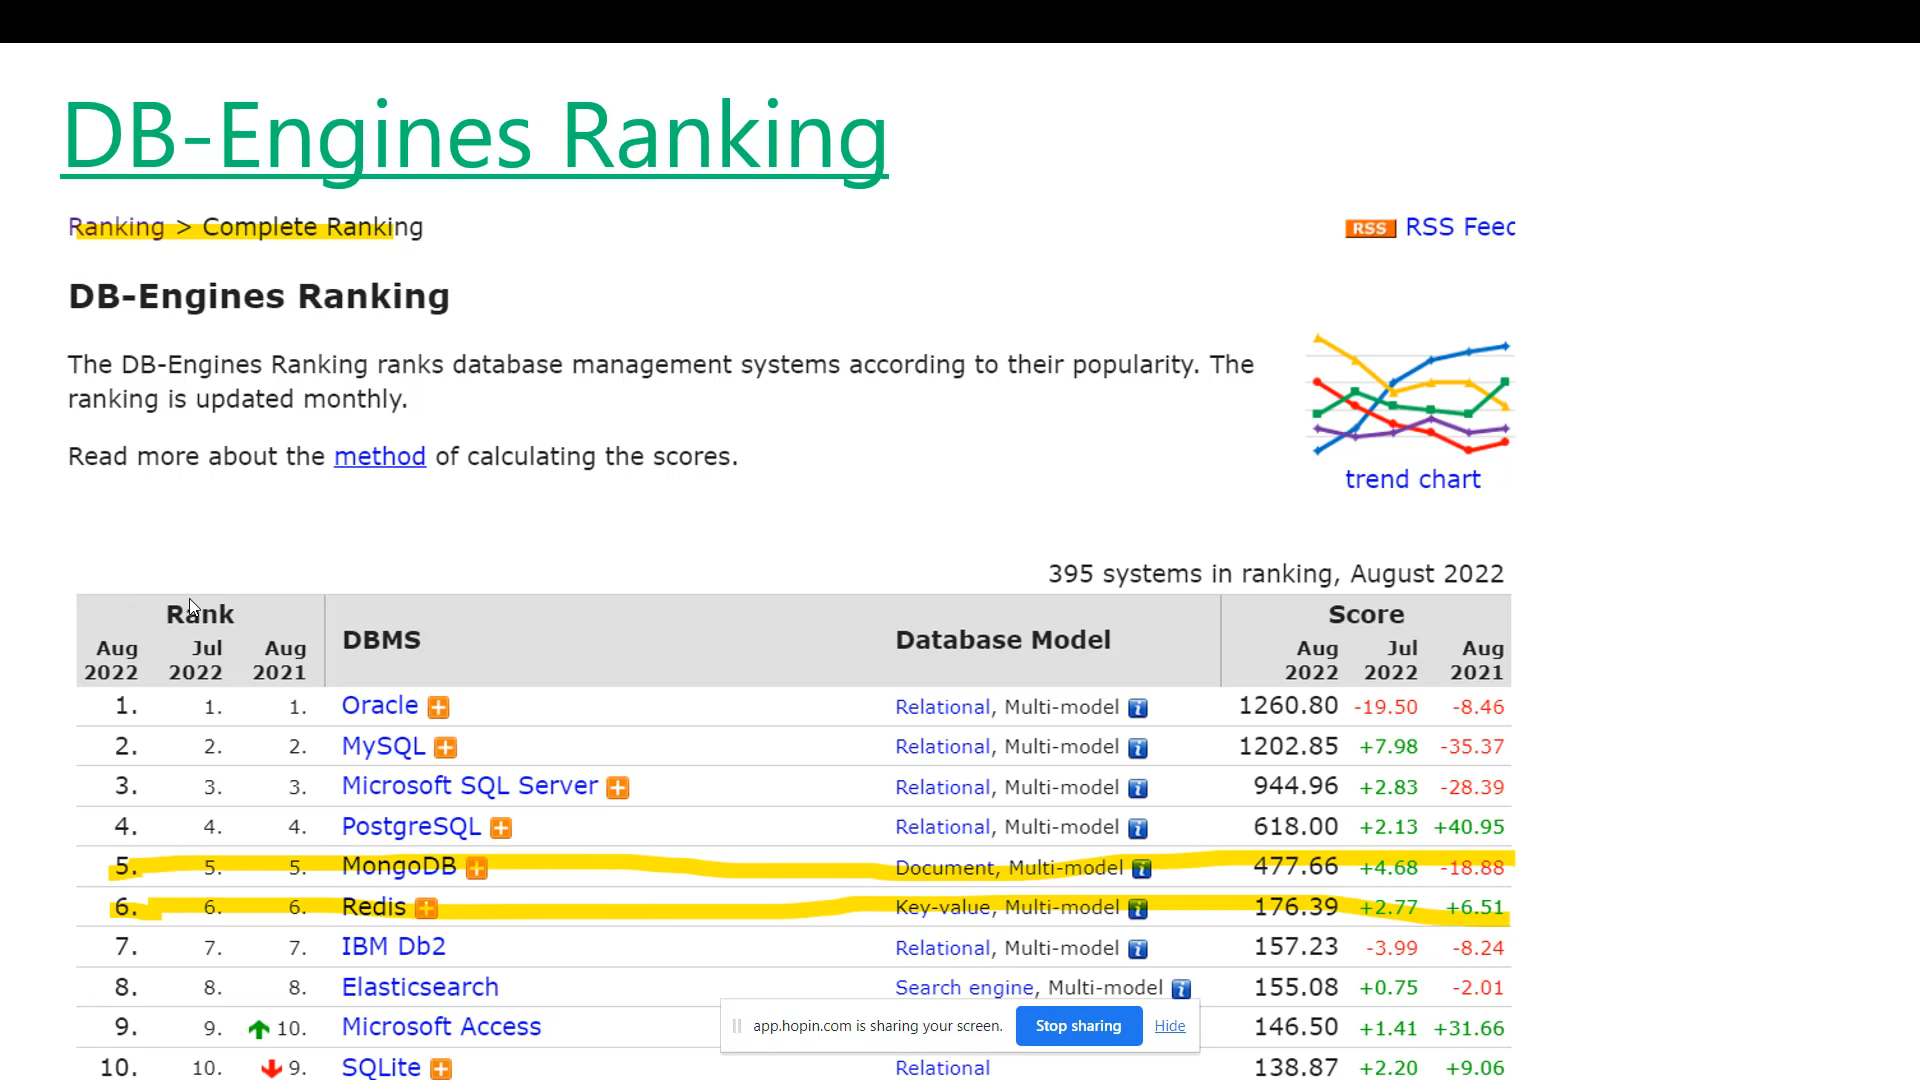 DB-Engines Ranking
Ranking > Complete Ranking
RSS RSS Feed
DB-Engines Ranking
The DB-Engines Ranking ranks database management systems according to their popularity. The
ranking is updated monthly.
Read more about the method of calculating the scores.
trend chart
395 systems in ranking, August 2022
Rank DBMS Database Model Score
Aug 2022 Jul 2022 Aug 2021 Aug 2022 Jul 2022 Aug 2021
1. 1. 1. Oracle Relational, Multi-model 1260.80 -19.50 -8.46
2. 2. 2. MySQL Relational, Multi-model 1202.85 +7.98 -35.37
3. 3. 3. Microsoft SQL Server Relational, Multi-model 944.96 +2.83 -28.39
4. 4. 4. PostgreSQL Relational, Multi-model 618.00 +2.13 +40.95
5. 5. 5. MongoDB Document, Multi-model 477.66 +4.68 -18.88
6. 6. 6. Redis Key-value, Multi-model 176.39 +2.77 +6.51
7. 7. 7. IBM Db2 Relational, Multi-model 157.23 -3.99 -8.24
8. 8. 8. Elasticsearch Search engine, Multi-model 155.08 +0.75 -2.01
9. 9. 10. Microsoft Access 146.50 +1.41 +31.66
app.hopin.com is sharing your screen. Stop sharing Hide
10. 10. 9. SQLite Relational 138.87 +2.20 +9.06